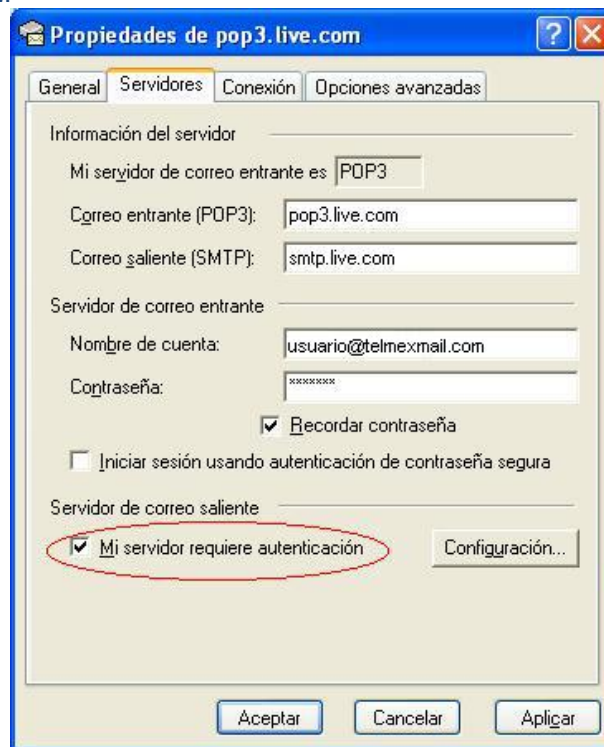 Propiedades de pop3.live.com
General Servidores Conexión Opciones avanzadas
Información del servidor
Mi servidor de correo entrante es POP3
Correo entrante (POP3): pop3.live.com
Correo saliente (SMTP): smtp.live.com
Servidor de correo entrante
Nombre de cuenta: usuario@telmexmail.com
Contraseña: *******
Recordar contraseña
Iniciar sesión usando autenticación de contraseña segura
Servidor de correo saliente
Mi servidor requiere autenticación Configuración...
Aceptar Cancelar Aplicar